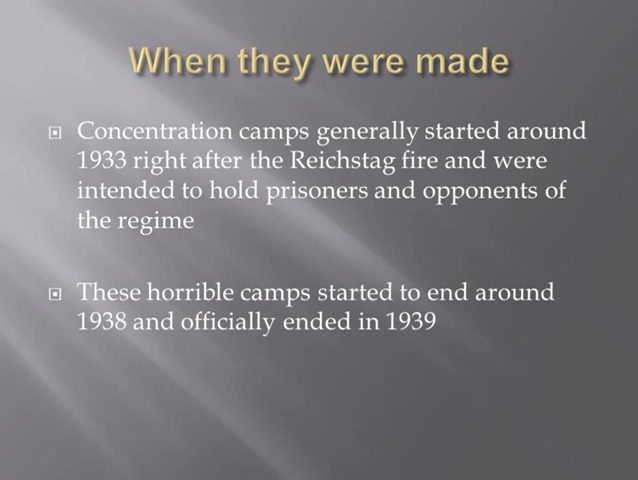 When they were made
Concentration camps generally started around
1933 right after the Reichstag fire and were
intended to hold prisoners and opponents of
the regime
These horrible camps started to end around
1938 and officially ended in 1939